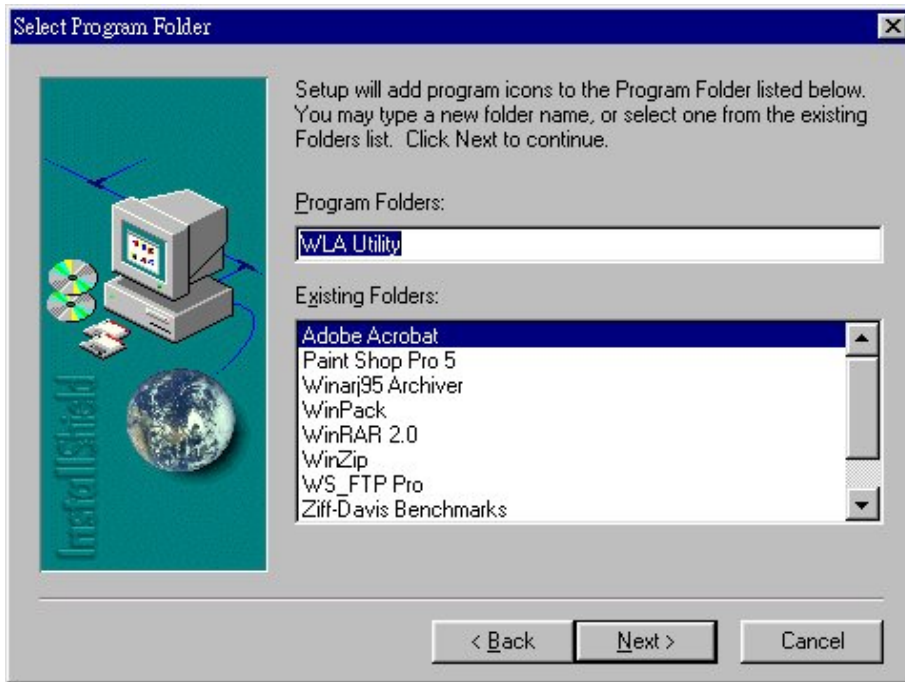 Select Program Folder
Setup will add program icons to the Program Folder listed below.
You may type a new folder name, or select one from the existing
Folders list.  Click Next to continue.
Program Folders:
WLA Utility
Existing Folders:
Adobe Acrobat
Paint Shop Pro 5
Winarj95 Archiver
WinPack
WinRAR 2.0
WinZip
WS_FTP Pro
Ziff-Davis Benchmarks
InstallShield
< Back
Next >
Cancel